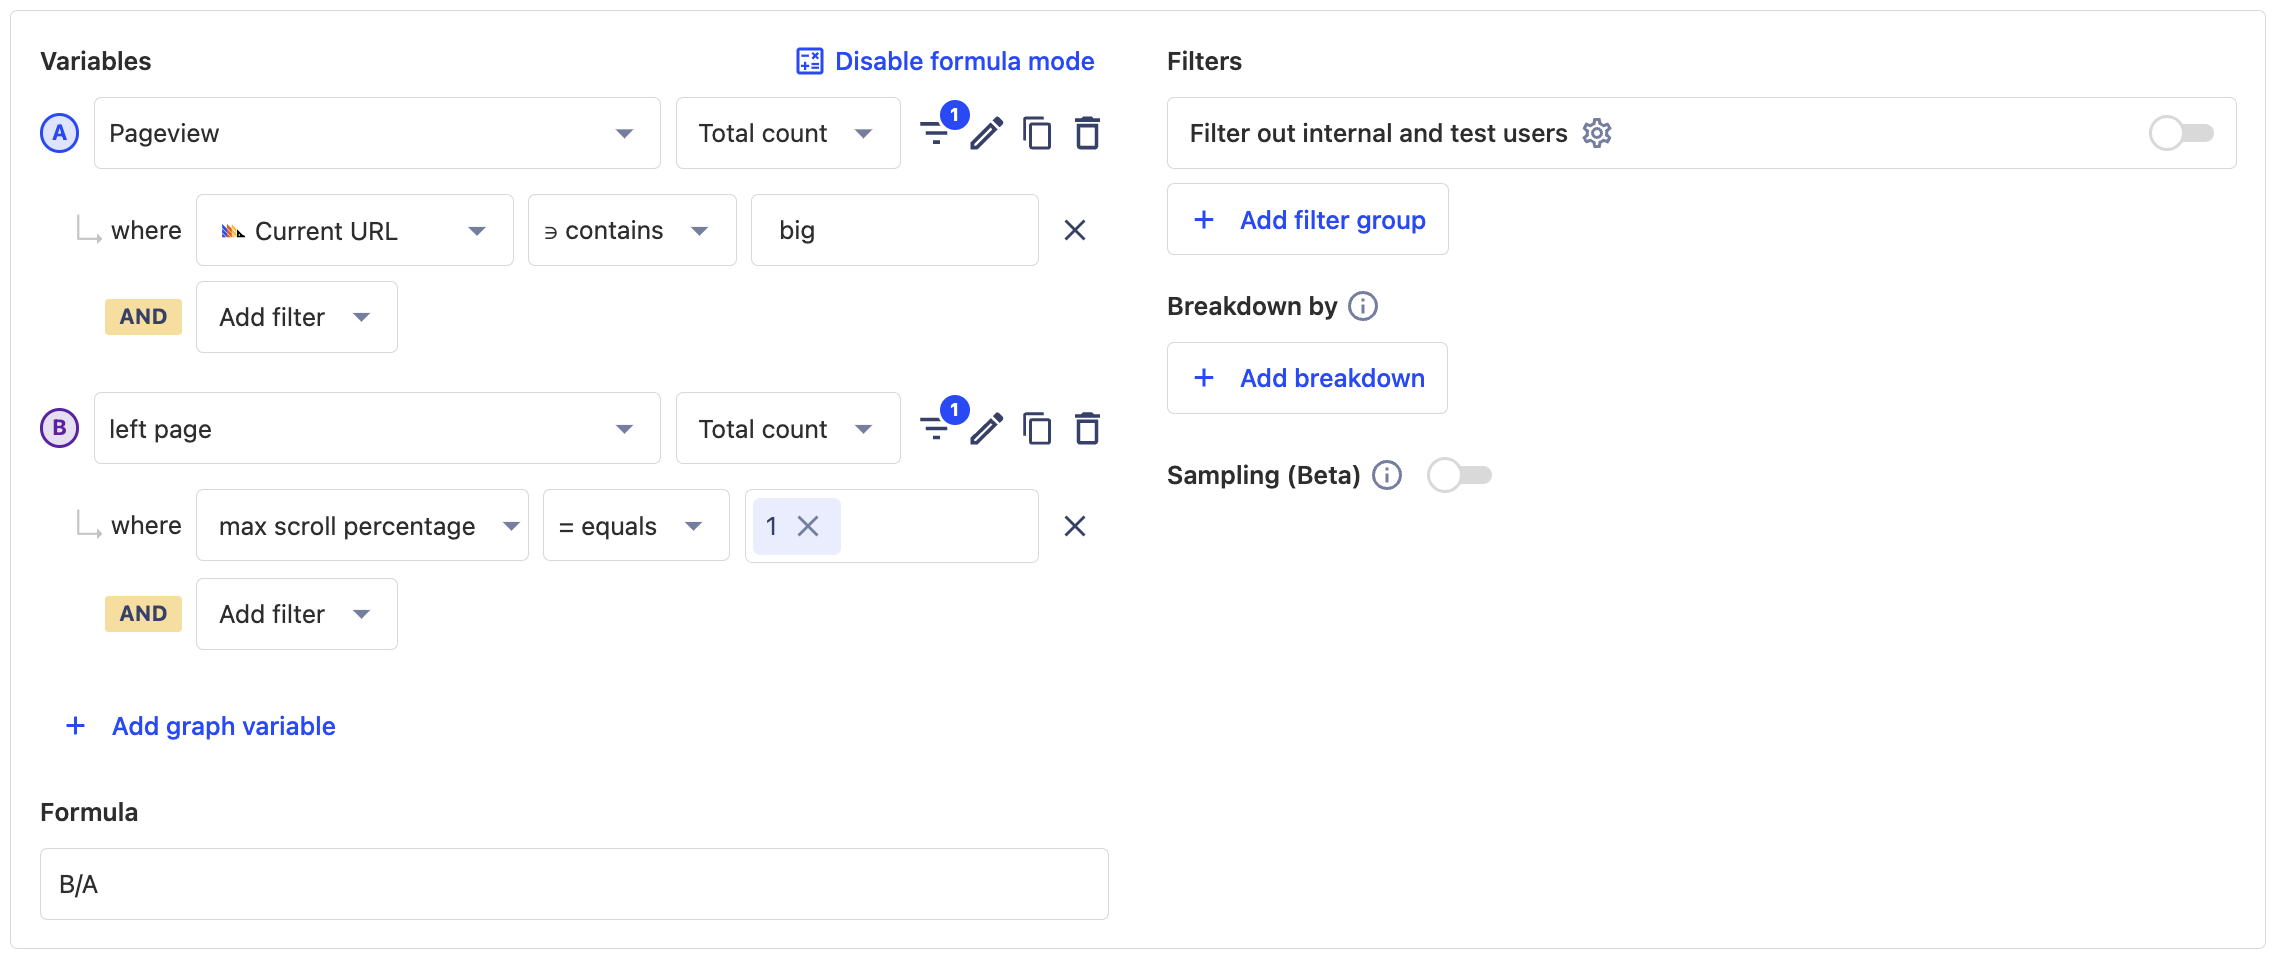 Variables
Disable formula mode
A
Pageview
Total count
1
where
Current URL
∋ contains
big
AND
Add filter
B
left page
Total count
1
where
max scroll percentage
= equals
1
AND
Add filter
+ Add graph variable
Formula
B/A
Filters
Filter out internal and test users
+ Add filter group
Breakdown by
+ Add breakdown
Sampling (Beta)